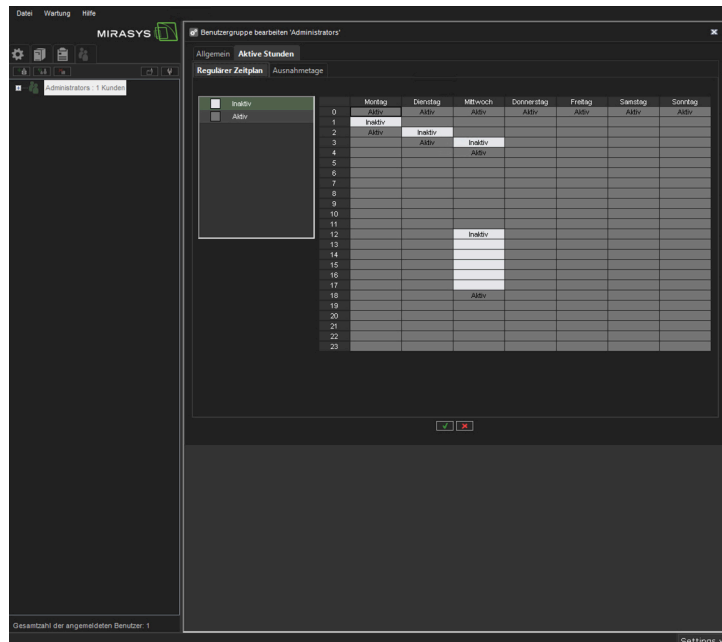 Datei Wartung Hilfe
MIRASYS
Benutzergruppe bearbeiten 'Administrators'
Allgemein Aktive Stunden
Regulärer Zeitplan Ausnahmetage
Administrators : 1 Kunden
Inaktiv
Aktiv
Montag Dienstag Mittwoch Donnerstag Freitag Samstag Sonntag
0 Aktiv Aktiv Aktiv Aktiv Aktiv Aktiv Aktiv
1 Inaktiv
2 Aktiv Inaktiv
3 Aktiv Inaktiv
4 Aktiv
5
6
7
8
9
10
11
12 Inaktiv
13
14
15
16
17
18 Aktiv
19
20
21
22
23
Gesamtzahl der angemeldeten Benutzer: 1
Settings